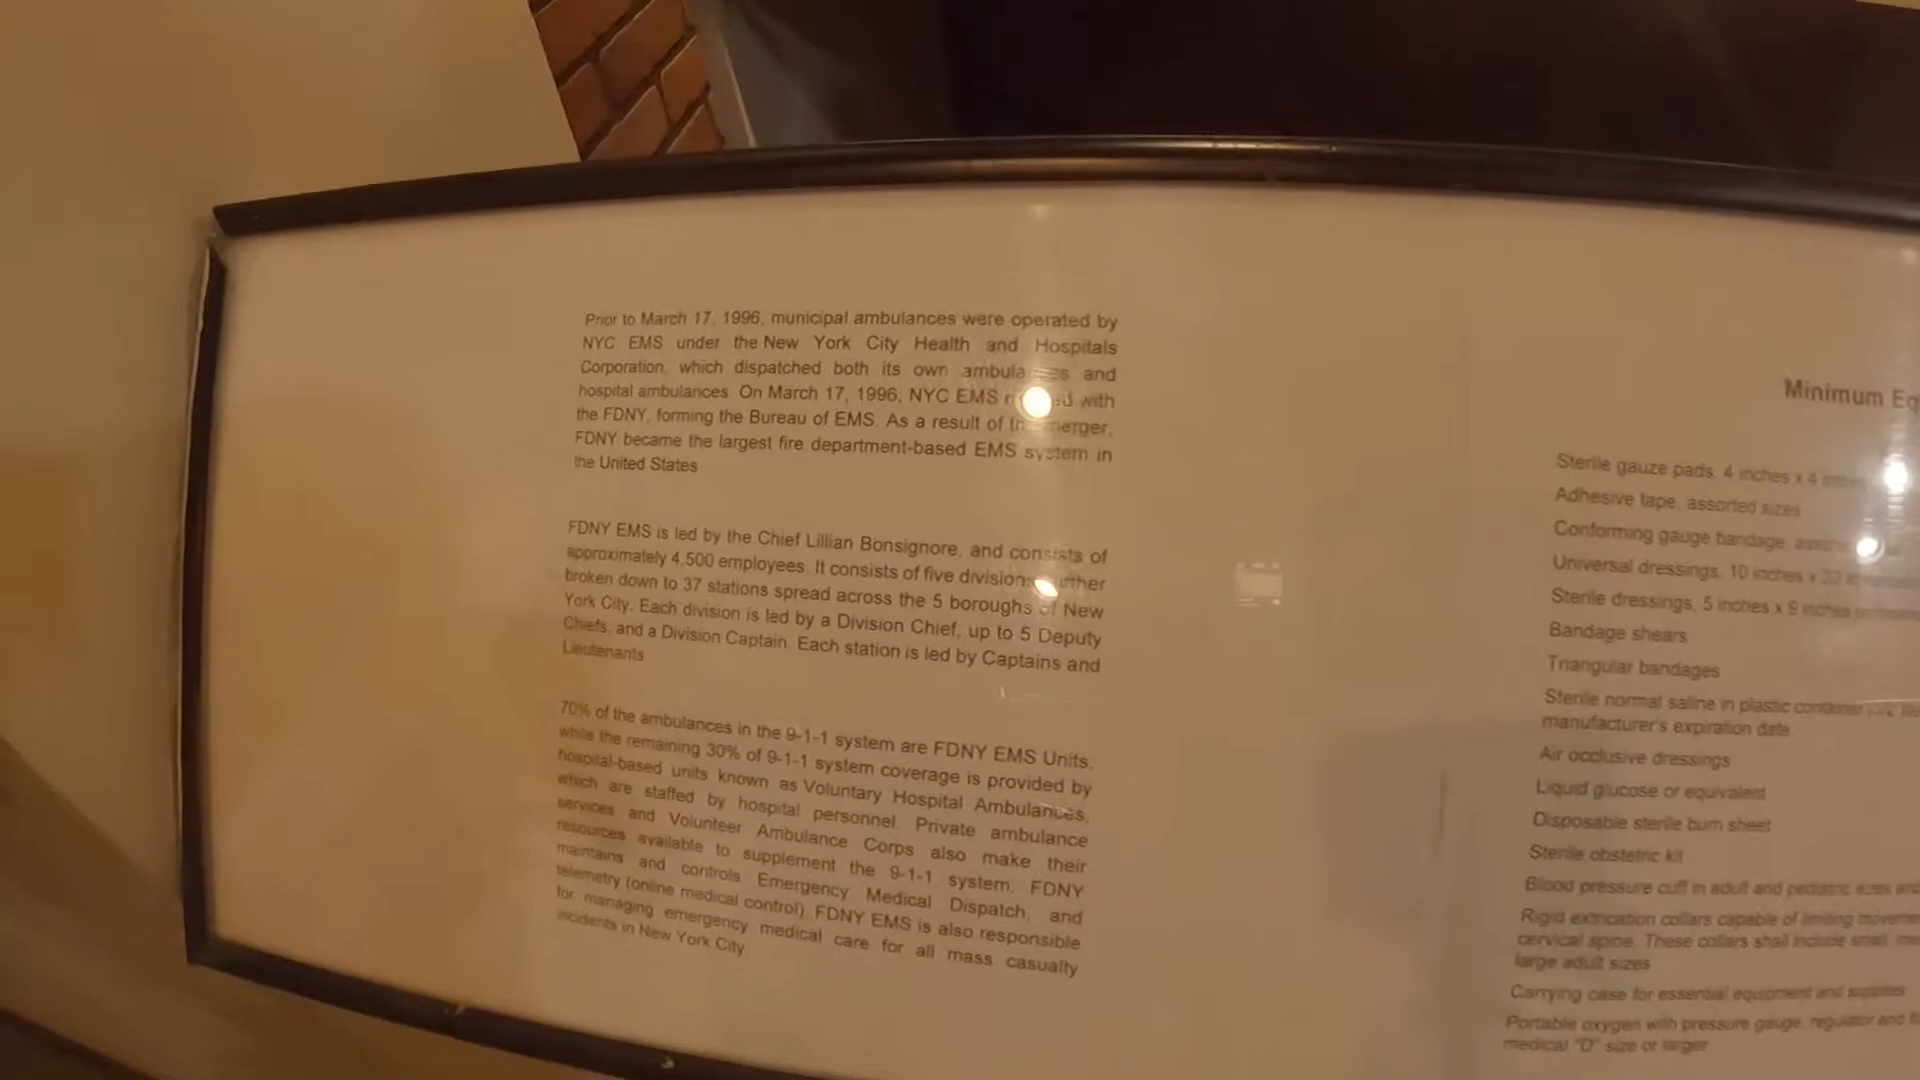 Prior to March 17, 1996, municipal ambulances were operated by
NYC EMS under the New York City Health and Hospitals
Corporation, which dispatched both its own and
hospital ambulances. On March 17, 1996, NYC EMS with
the FDNY, forming the Bureau of EMS. As a result of merger,
FDNY became the largest fire department-based EMS system in
the United States
FDNY EMS is led by the Chief Lillian Bonsignore, and consists of
approximately 4,500 employees. It consists of five
broken down to 37 stations spread across the 5 boroughs of New
York City. Each division is led by a Division Chief, up to 5 Deputy
Chiefs, and a Division Captain. Each station is led by Captains and
Lieutenants
70% of the ambulances in the 9-1-1 system are FDNY EMS Units,
while the remaining 30% of 9-1-1 system coverage is provided by
hospital-based units known as Voluntary Hospital Ambulances,
which are staffed by hospital personnel. Private ambulance
services and Volunteer Ambulance Corps also make their
resources available to supplement the 9-1-1 system. FDNY
maintains and controls Emergency Medical Dispatch, and
telemetry (online medical control). FDNY EMS is also responsible
for managing emergency medical care for all mass casualty
incidents in New York City
Minimum
Sterile gauze pads, 4 inches x 4
Adhesive tape, assorted sizes
Conforming gauge bandage,
Universal dressings, 10 inches x
Sterile dressings, 5 inches x 9 inches
Bandage shears
Triangular bandages
Sterile normal saline in plastic container
manufacturer's expiration date
Air occlusive dressings
Liquid glucose or equivalent
Disposable sterile burn sheet
Sterile obstetric kit
Blood pressure cuff in adult and pediatric sizes
Rigid extrication collars capable of limiting
cervical spine. These collars shall include small,
large adult sizes
Carrying case for essential equipment and supplies
Portable oxygen with pressure gauge, regulator and
medical "D" size or larger